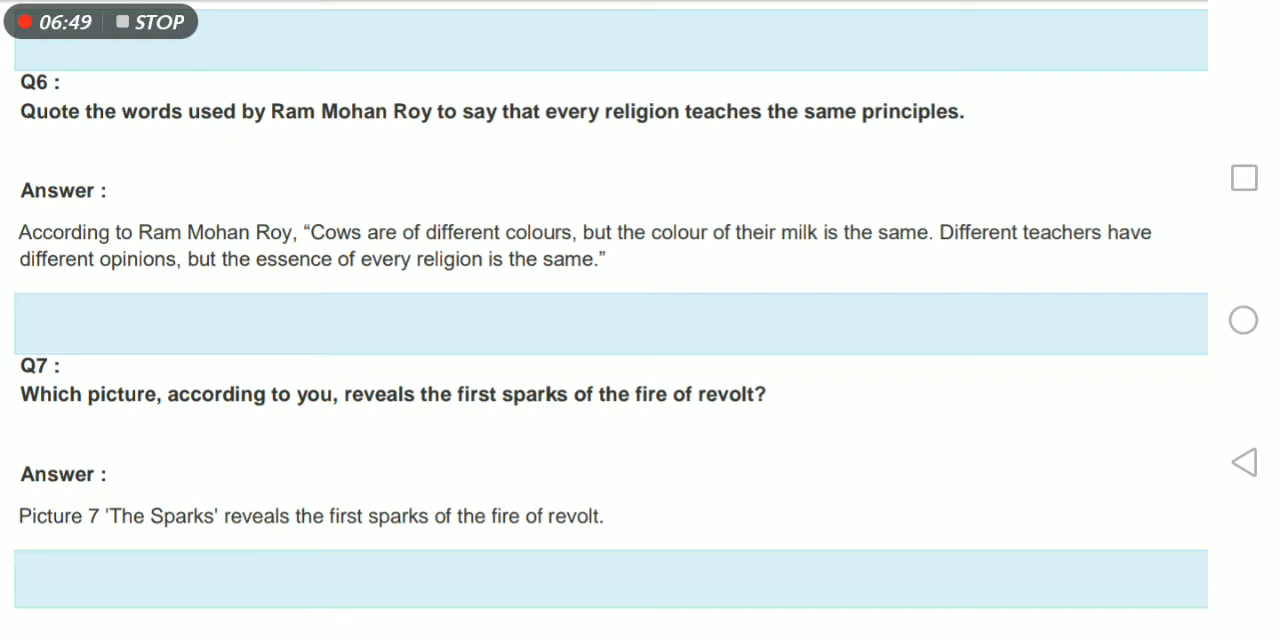 06:49 STOP
Q6 :
Quote the words used by Ram Mohan Roy to say that every religion teaches the same principles.
Answer :
According to Ram Mohan Roy, “Cows are of different colours, but the colour of their milk is the same. Different teachers have
different opinions, but the essence of every religion is the same.”
Q7 :
Which picture, according to you, reveals the first sparks of the fire of revolt?
Answer :
Picture 7 'The Sparks' reveals the first sparks of the fire of revolt.